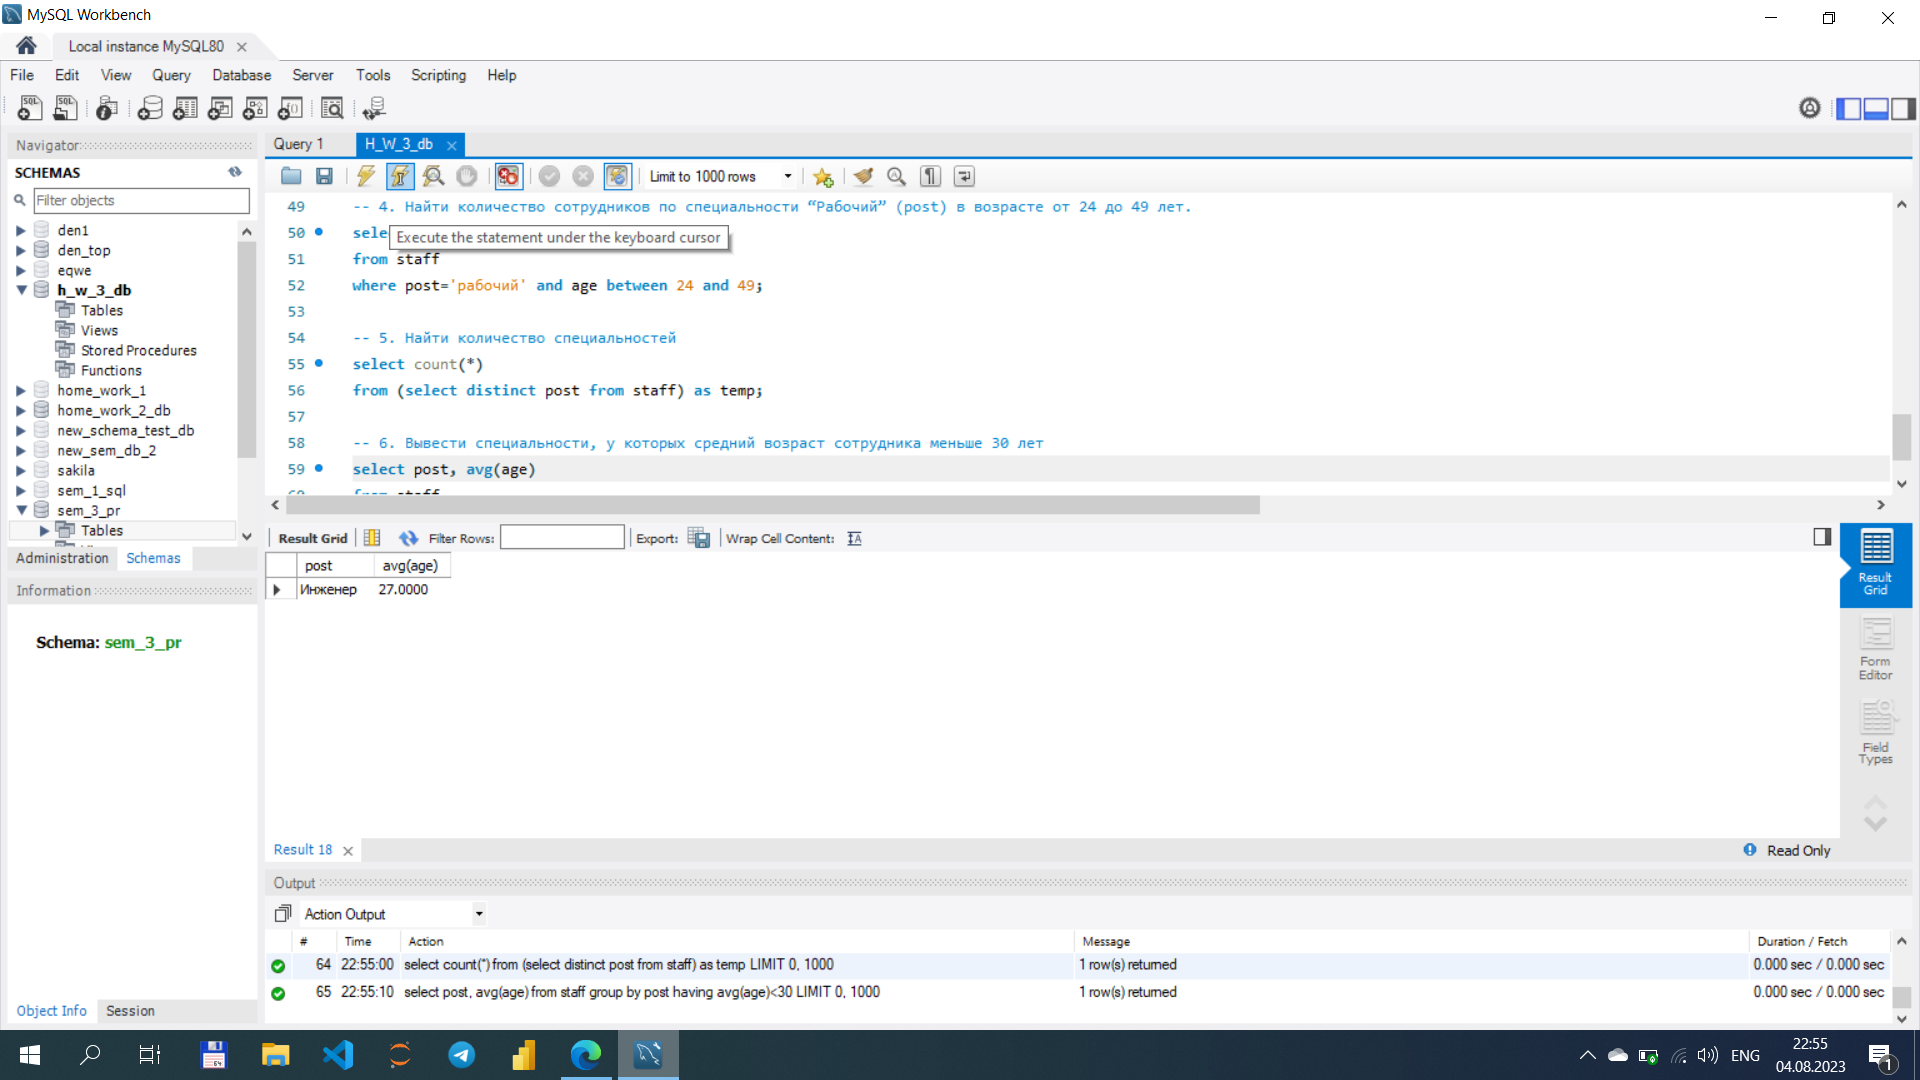 MySQL Workbench
Local instance MySQL80
File Edit View Query Database Server Tools Scripting Help
Navigator
SCHEMAS
Filter objects
den1
den_top
eqwe
h_w_3_db
Tables
Views
Stored Procedures
Functions
home_work_1
home_work_2_db
new_schema_test_db
new_sem_db_2
sakila
sem_1_sql
sem_3_pr
Tables
Administration Schemas
Information
Schema: sem_3_pr
Object Info Session
Query 1 H_W_3_db
Limit to 1000 rows
49 -- 4. Найти количество сотрудников по специальности “Рабочий” (post) в возрасте от 24 до 49 лет.
50
Execute the statement under the keyboard cursor
51 from staff
52 where post='рабочий' and age between 24 and 49;
53
54 -- 5. Найти количество специальностей
55 select count(*)
56 from (select distinct post from staff) as temp;
57
58 -- 6. Вывести специальности, у которых средний возраст сотрудника меньше 30 лет
59 select post, avg(age)
60 from staff
Result Grid Filter Rows: Export: Wrap Cell Content:
post avg(age)
Инженер 27.0000
Result Grid
Form Editor
Field Types
Result 18 Read Only
Output
Action Output
# Time Action Message Duration / Fetch
64 22:55:00 select count(*) from (select distinct post from staff) as temp LIMIT 0, 1000 1 row(s) returned 0.000 sec / 0.000 sec
65 22:55:10 select post, avg(age) from staff group by post having avg(age)<30 LIMIT 0, 1000 1 row(s) returned 0.000 sec / 0.000 sec
ENG 22:55
04.08.2023
1